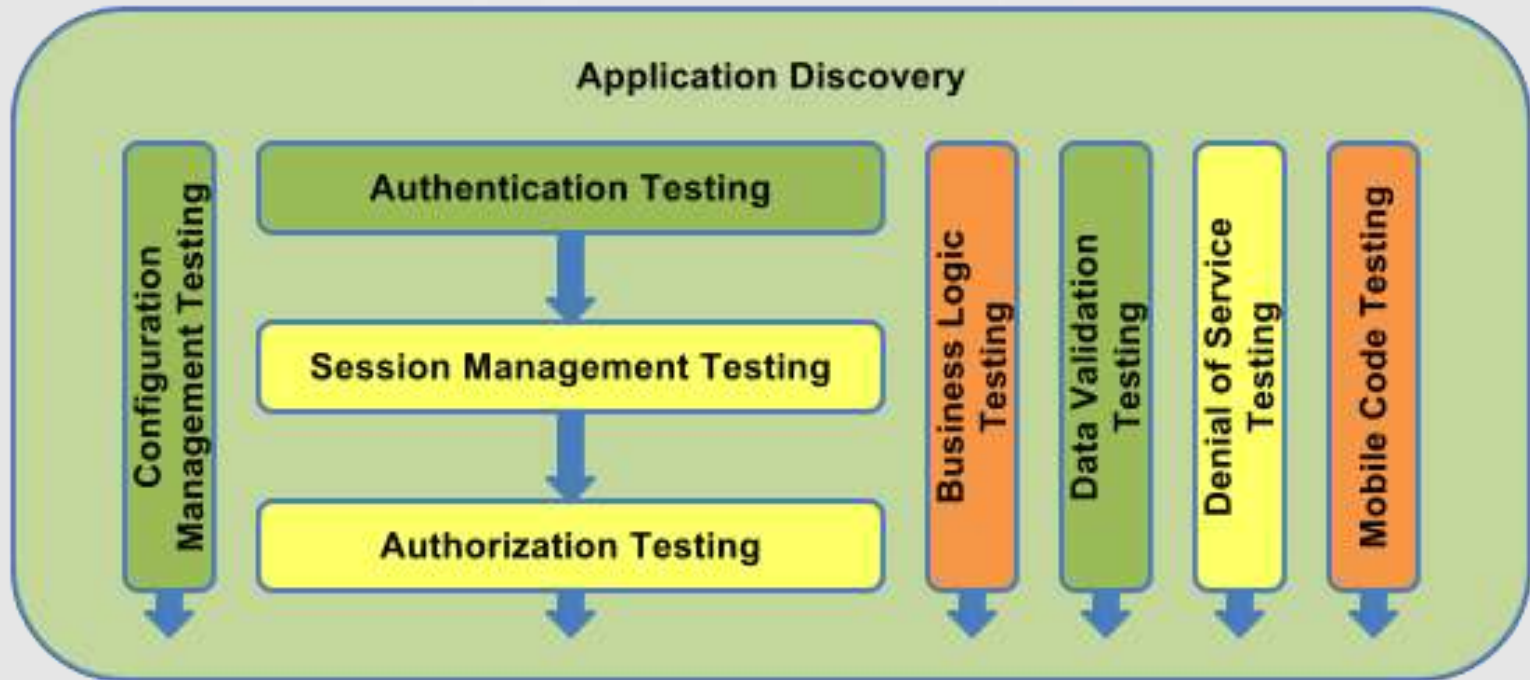 Application Discovery
Configuration
Management Testing
Authentication Testing
Session Management Testing
Authorization Testing
Business Logic
Testing
Data Validation
Testing
Denial of Service
Testing
Mobile Code Testing